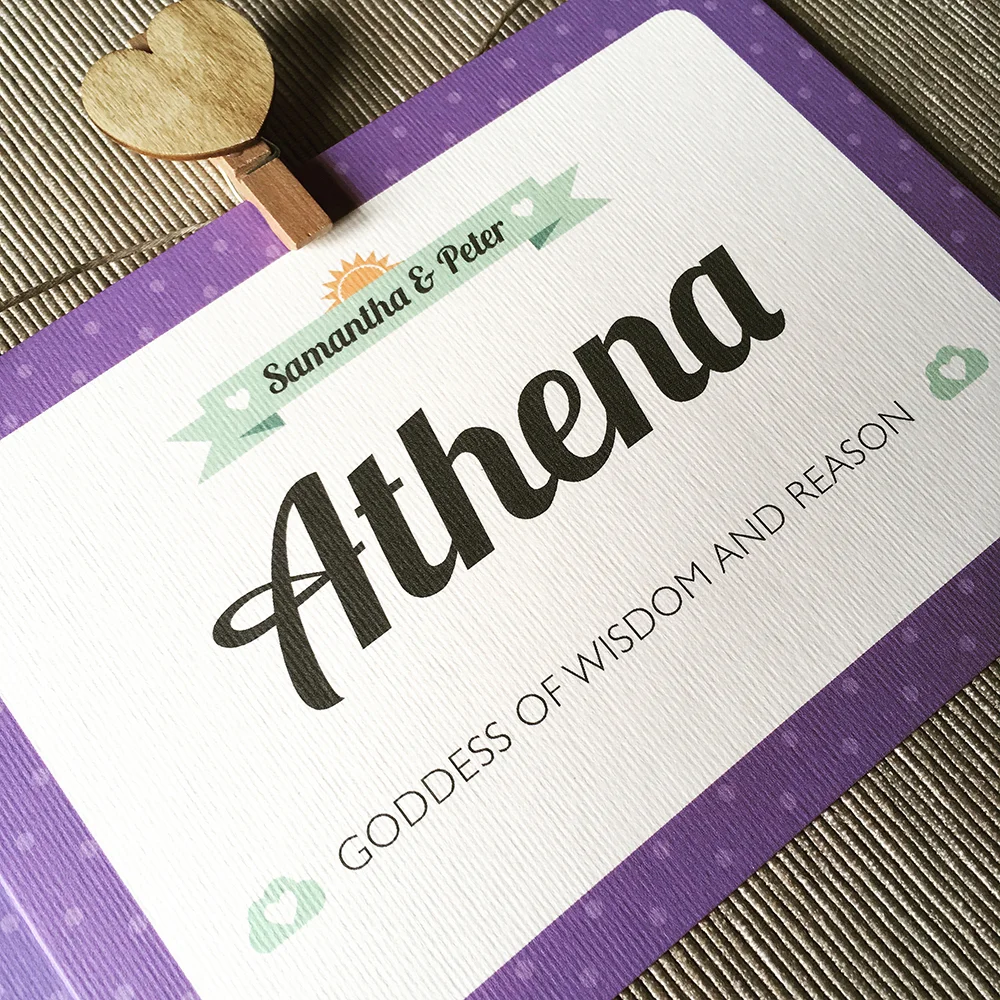 Samantha & Peter
Athena
GODDESS OF WISDOM AND REASON